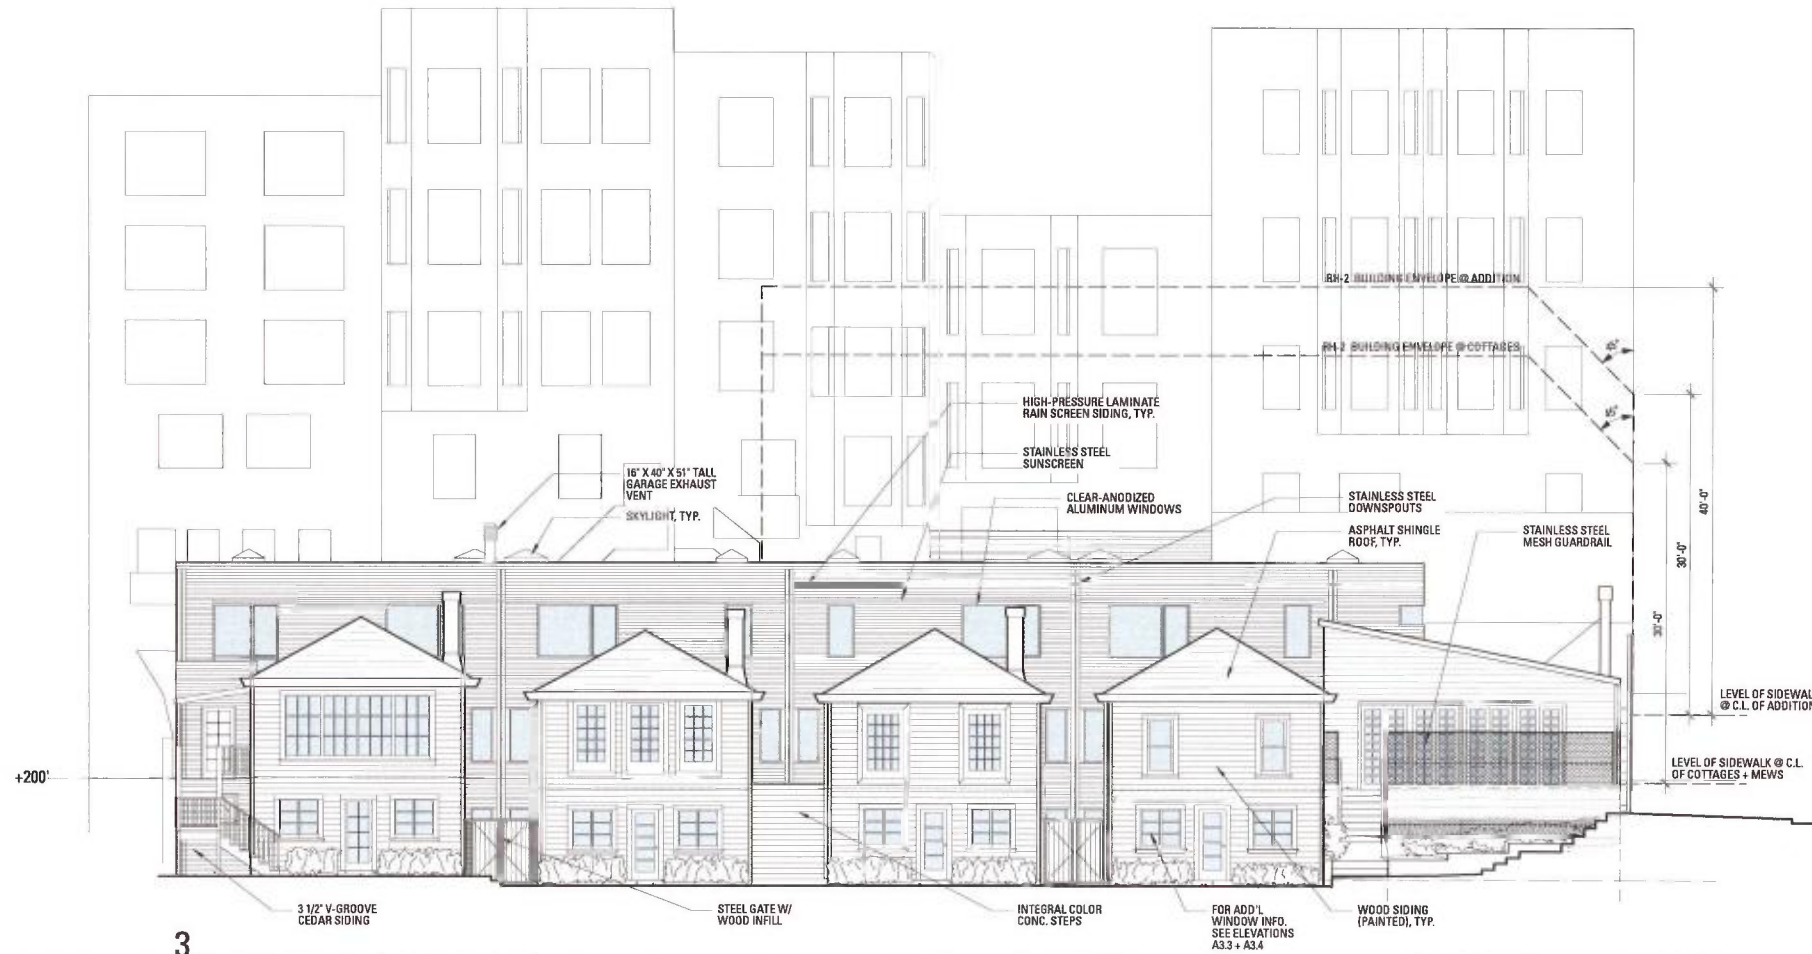 RH-2 BUILDING ENVELOPE @ ADDITION
RH-2 BUILDING ENVELOPE @ COTTAGES
45°
45°
HIGH-PRESSURE LAMINATE
RAIN SCREEN SIDING, TYP.
STAINLESS STEEL
SUNSCREEN
16" X 40" X 51" TALL
GARAGE EXHAUST
VENT
SKYLIGHT, TYP.
CLEAR-ANODIZED
ALUMINUM WINDOWS
STAINLESS STEEL
DOWNSPOUTS
ASPHALT SHINGLE
ROOF, TYP.
STAINLESS STEEL
MESH GUARDRAIL
40'-0"
30'-0"
30'-0"
LEVEL OF SIDEWALK
@ C.L. OF ADDITION
LEVEL OF SIDEWALK @ C.L.
OF COTTAGES + MEWS
+200'
3 1/2" V-GROOVE
CEDAR SIDING
STEEL GATE W/
WOOD INFILL
INTEGRAL COLOR
CONC. STEPS
FOR ADD'L
WINDOW INFO.
SEE ELEVATIONS
A3.3 + A3.4
WOOD SIDING
(PAINTED), TYP.
3